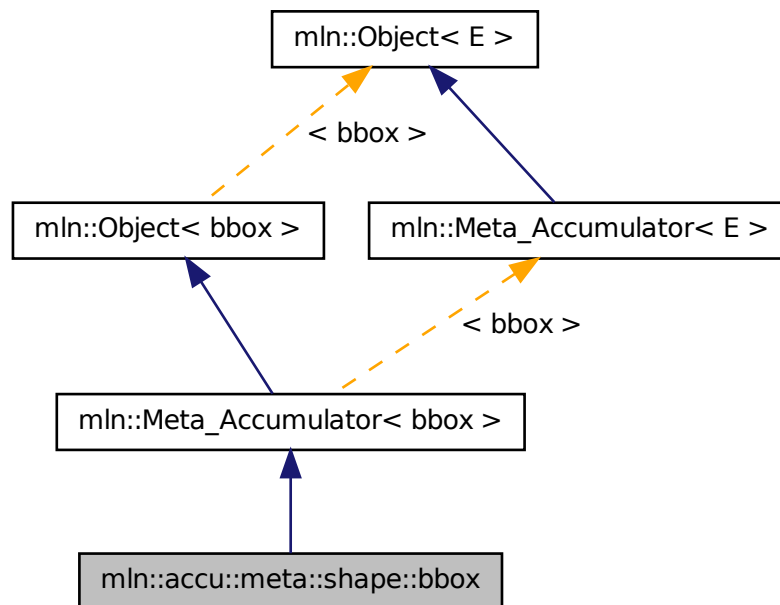 mln::Object< E >
< bbox >
mln::Object< bbox >
mln::Meta_Accumulator< E >
< bbox >
mln::Meta_Accumulator< bbox >
mln::accu::meta::shape::bbox